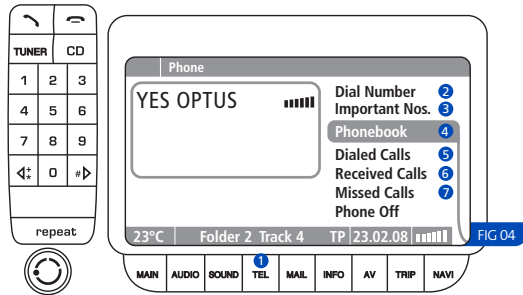 TUNER CD
1 2 3
4 5 6
7 8 9
+* 0 #
repeat
Phone
YES OPTUS
Dial Number 2
Important Nos. 3
Phonebook 4
Dialed Calls 5
Received Calls 6
Missed Calls 7
Phone Off
23°C Folder 2 Track 4 TP 23.02.08
FIG 04
1
MAIN AUDIO SOUND TEL MAIL INFO AV TRIP NAVI